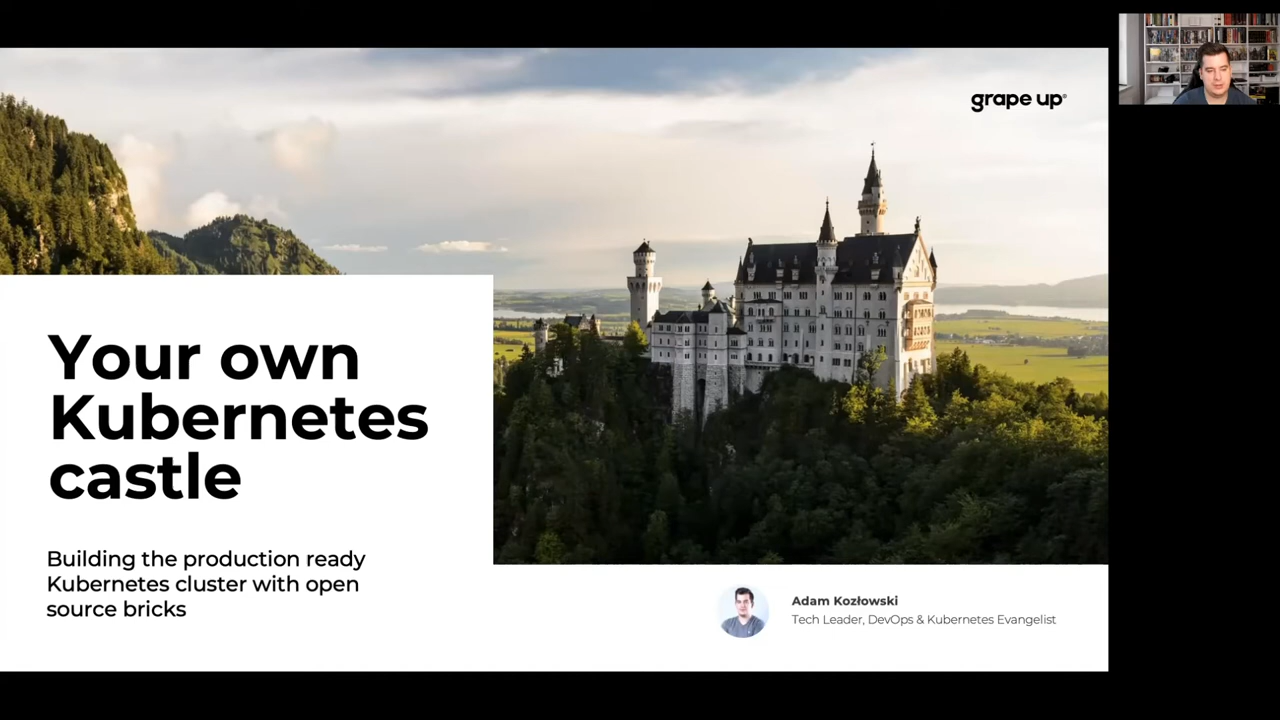 grape up®
Your own
Kubernetes
castle
Building the production ready
Kubernetes cluster with open
source bricks
Adam Kozłowski
Tech Leader, DevOps & Kubernetes Evangelist